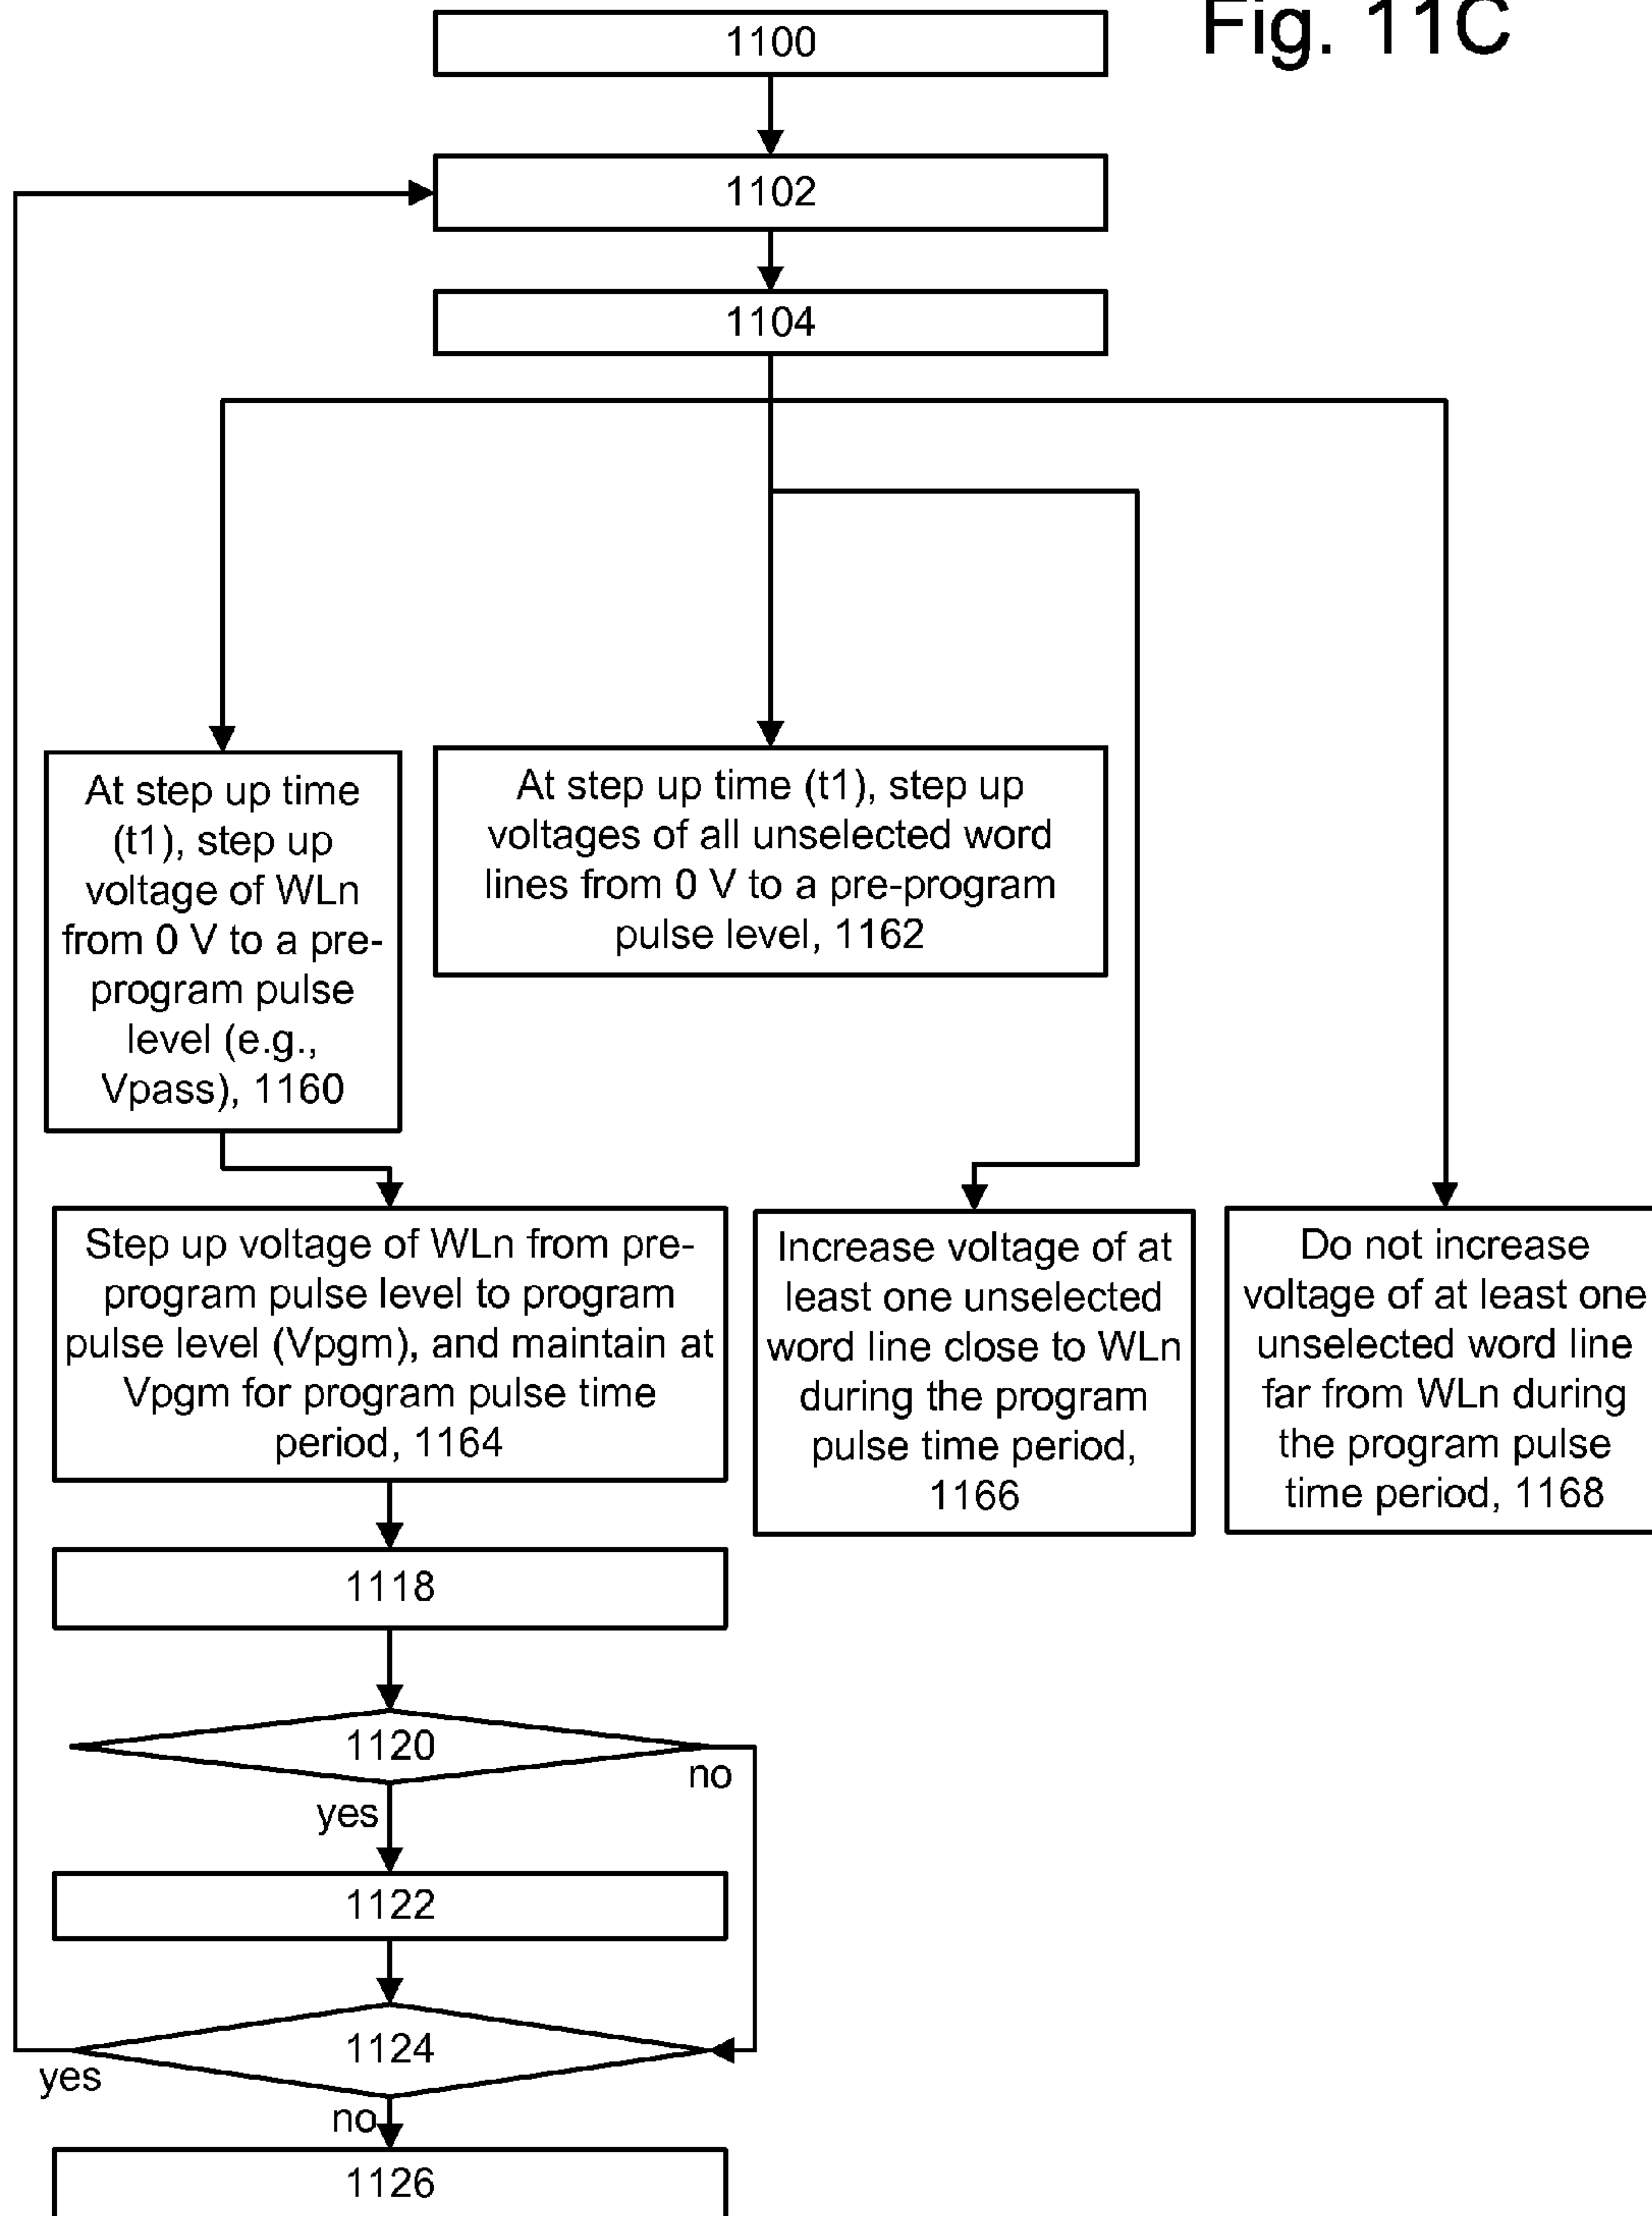 Fig. 11C
1100
1102
1104
At step up time
(t1), step up
voltage of WLn
from 0 V to a pre-
program pulse
level (e.g.,
Vpass), 1160
At step up time (t1), step up
voltages of all unselected word
lines from 0 V to a pre-program
pulse level, 1162
Step up voltage of WLn from pre-
program pulse level to program
pulse level (Vpgm), and maintain at
Vpgm for program pulse time
period, 1164
Increase voltage of at
least one unselected
word line close to WLn
during the program
pulse time period,
1166
Do not increase
voltage of at least one
unselected word line
far from WLn during
the program pulse
time period, 1168
1118
1120
no
yes
1122
1124
yes
no
1126